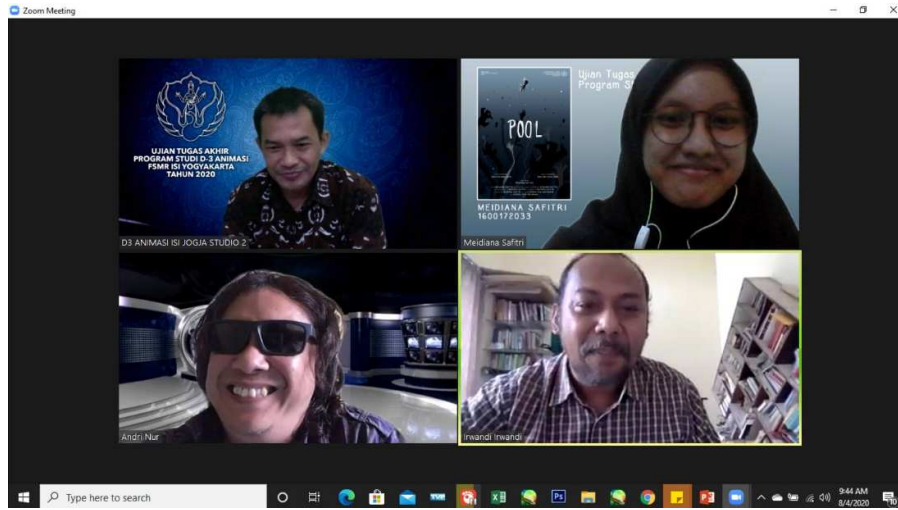 Zoom Meeting
UJIAN TUGAS AKHIR
PROGRAM STUDI D-3 ANIMASI
FSMR ISI YOGYAKARTA
TAHUN 2020
D3 ANIMASI ISI JOGJA STUDIO 2
Ujian Tugas
Program S
POOL
MEIDIANA SAFITRI
1600172033
Meidiana Safitri
Andri Nur
Irwandi Irwandi
Type here to search
9:44 AM
8/4/2020